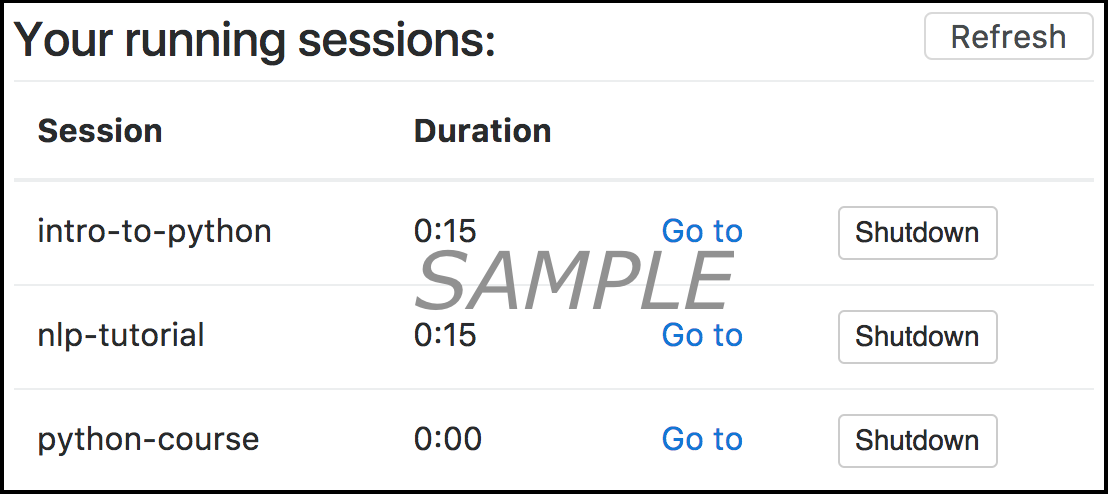 Your running sessions: Refresh
Session Duration
intro-to-python 0:15 Go to Shutdown
SAMPLE
nlp-tutorial 0:15 Go to Shutdown
python-course 0:00 Go to Shutdown